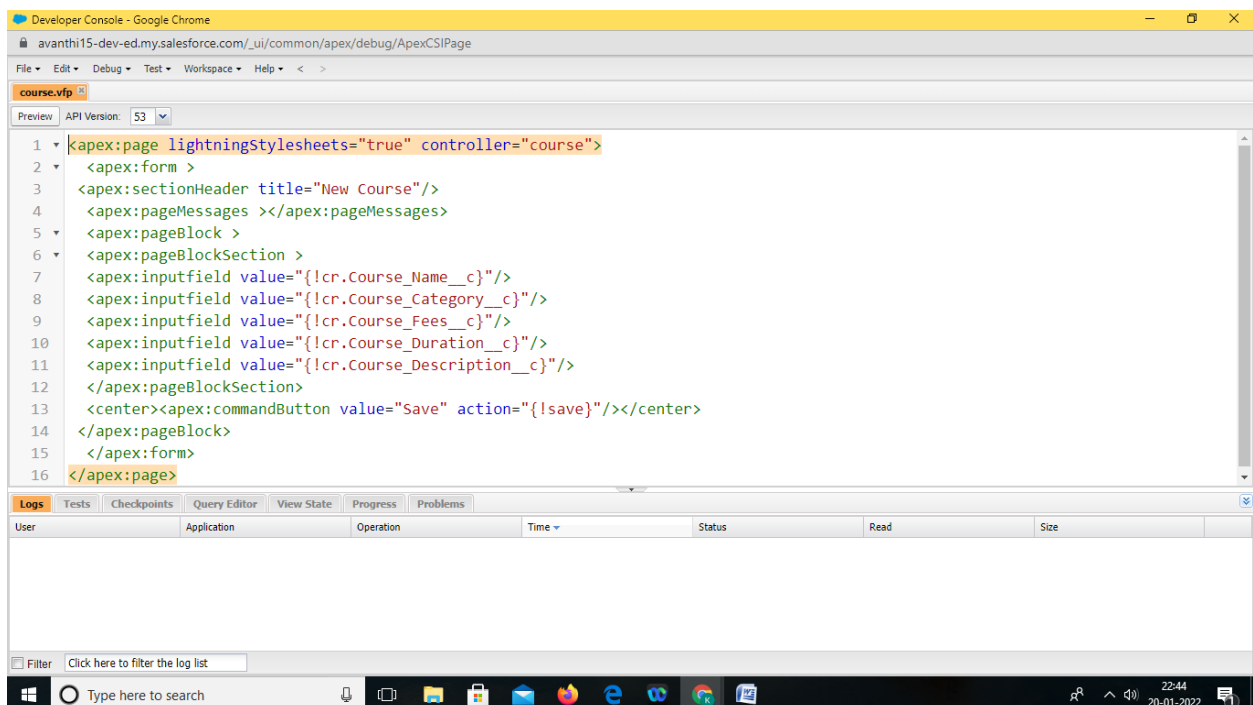 Developer Console - Google Chrome
avanthi15-dev-ed.my.salesforce.com/_ui/common/apex/debug/ApexCSIPage
File Edit Debug Test Workspace Help < >
course.vfp
Preview API Version: 53
1 <apex:page lightningStylesheets="true" controller="course">
2 <apex:form >
3 <apex:sectionHeader title="New Course"/>
4 <apex:pageMessages ></apex:pageMessages>
5 <apex:pageBlock >
6 <apex:pageBlockSection >
7 <apex:inputfield value="{!cr.Course_Name__c}"/>
8 <apex:inputfield value="{!cr.Course_Category__c}"/>
9 <apex:inputfield value="{!cr.Course_Fees__c}"/>
10 <apex:inputfield value="{!cr.Course_Duration__c}"/>
11 <apex:inputfield value="{!cr.Course_Description__c}"/>
12 </apex:pageBlockSection>
13 <center><apex:commandButton value="Save" action="{!save}"/></center>
14 </apex:pageBlock>
15 </apex:form>
16 </apex:page>
Logs Tests Checkpoints Query Editor View State Progress Problems
User Application Operation Time Status Read Size
Filter Click here to filter the log list
Type here to search
22:44
20-01-2022